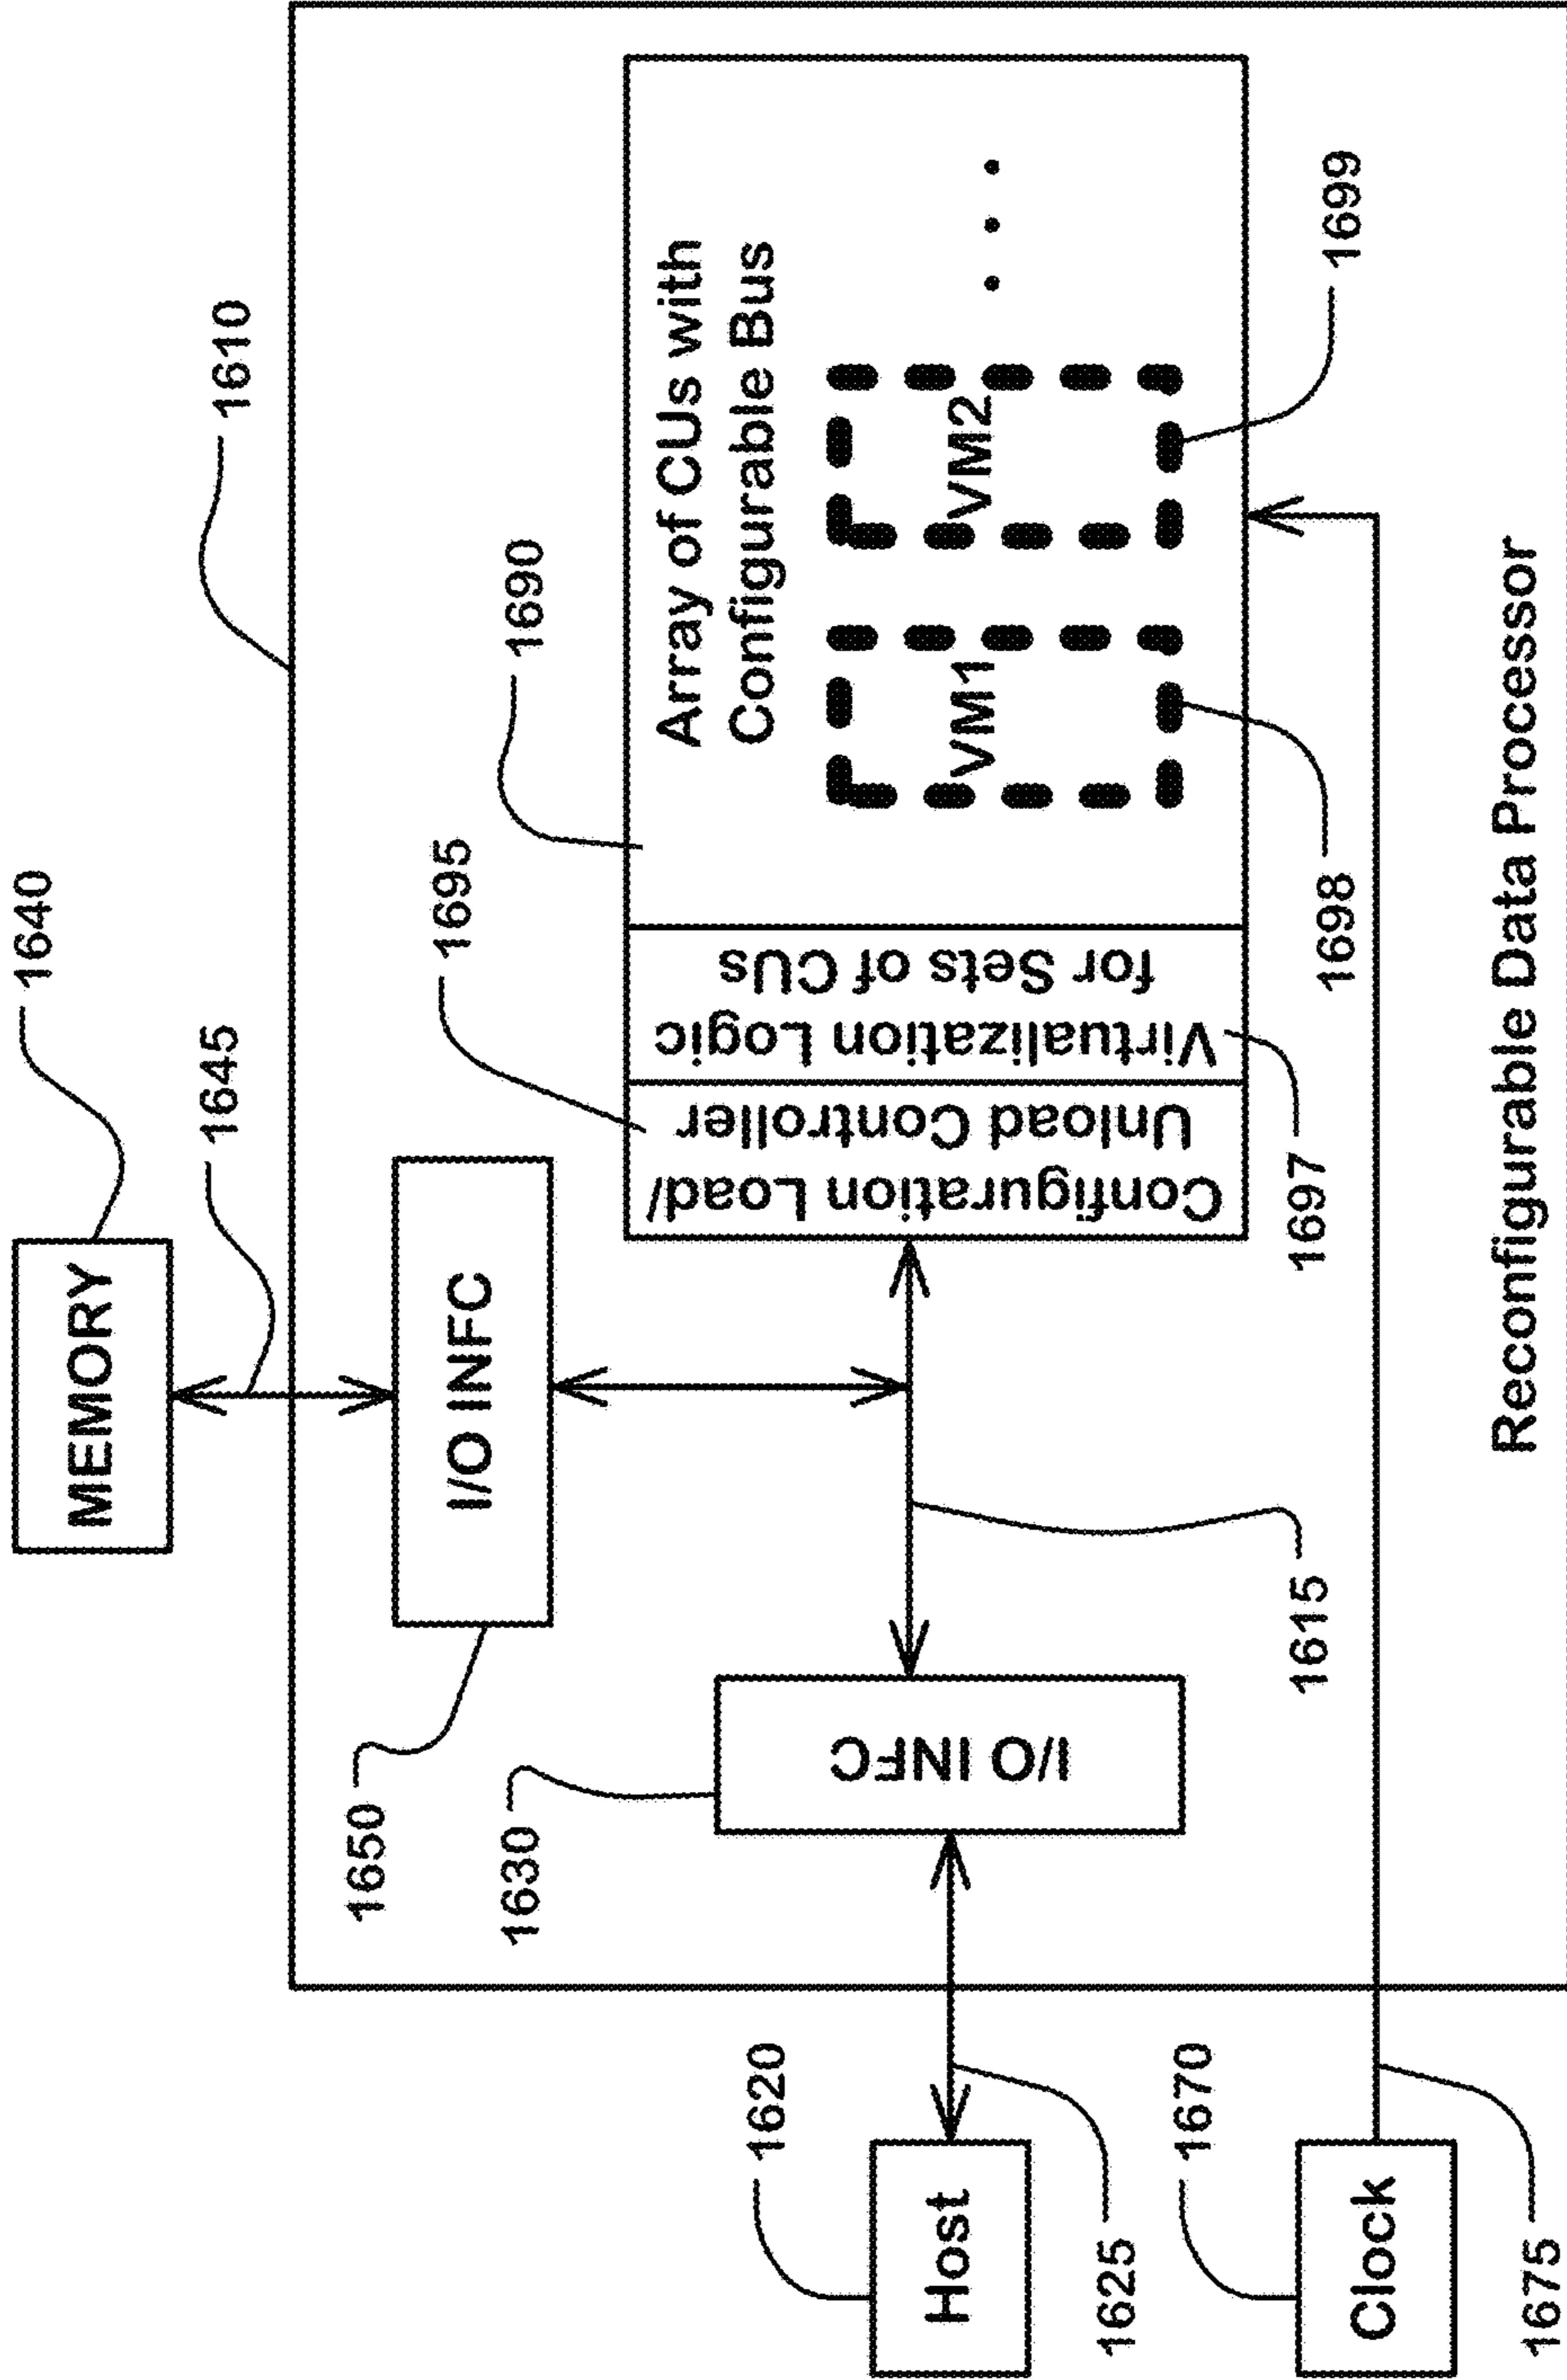 1640
MEMORY
1645
1610
I/O INFC
1650
1695
1690
Array of CUs with
Configurable Bus
Configuration Load/
Unload Controller
Virtualization Logic
for Sets of CUs
VM1
VM2
. . .
1630
I/O INFC
1620
Host
1625
1615
1697
1698
1699
1670
Clock
1675
Reconfigurable Data Processor